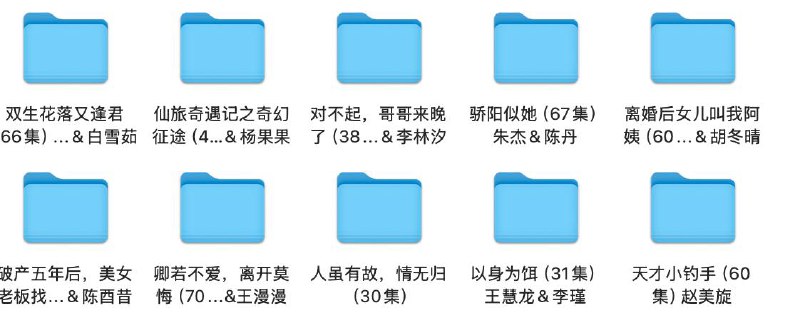 双生花落又逢君
66集) ...&白雪茹
仙旅奇遇记之奇幻
征途 (4...&杨果果
对不起，哥哥来晚
了 (38...&李林汐
骄阳似她 (67集)
朱杰&陈丹
离婚后女儿叫我阿
姨 (60...&胡冬晴
破产五年后，美女
老板找...&陈酉昔
卿若不爱，离开莫
悔 (70...&王漫漫
人虽有故，情无归
(30集)
以身为饵 (31集)
王慧龙&李瑾
天才小钓手 (60
集) 赵美旋